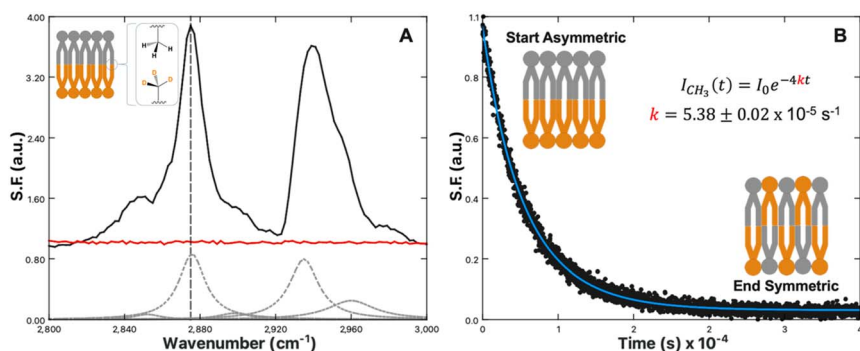 A
4.00
3.20
2.40
1.60
0.80
0.00
S.F. (a.u.)
H
H
H
D
D
D
2,800
2,840
2,880
2,920
2,960
3,000
Wavenumber (cm⁻¹)
B
1.1
0.9
0.7
0.4
0.2
0.0
S.F. (a.u.)
Start Asymmetric
I_CH₃(t) = I₀e^−4kt
k = 5.38 ± 0.02 x 10⁻⁵ s⁻¹
End Symmetric
0
1
2
3
4
Time (s) x 10⁻⁴